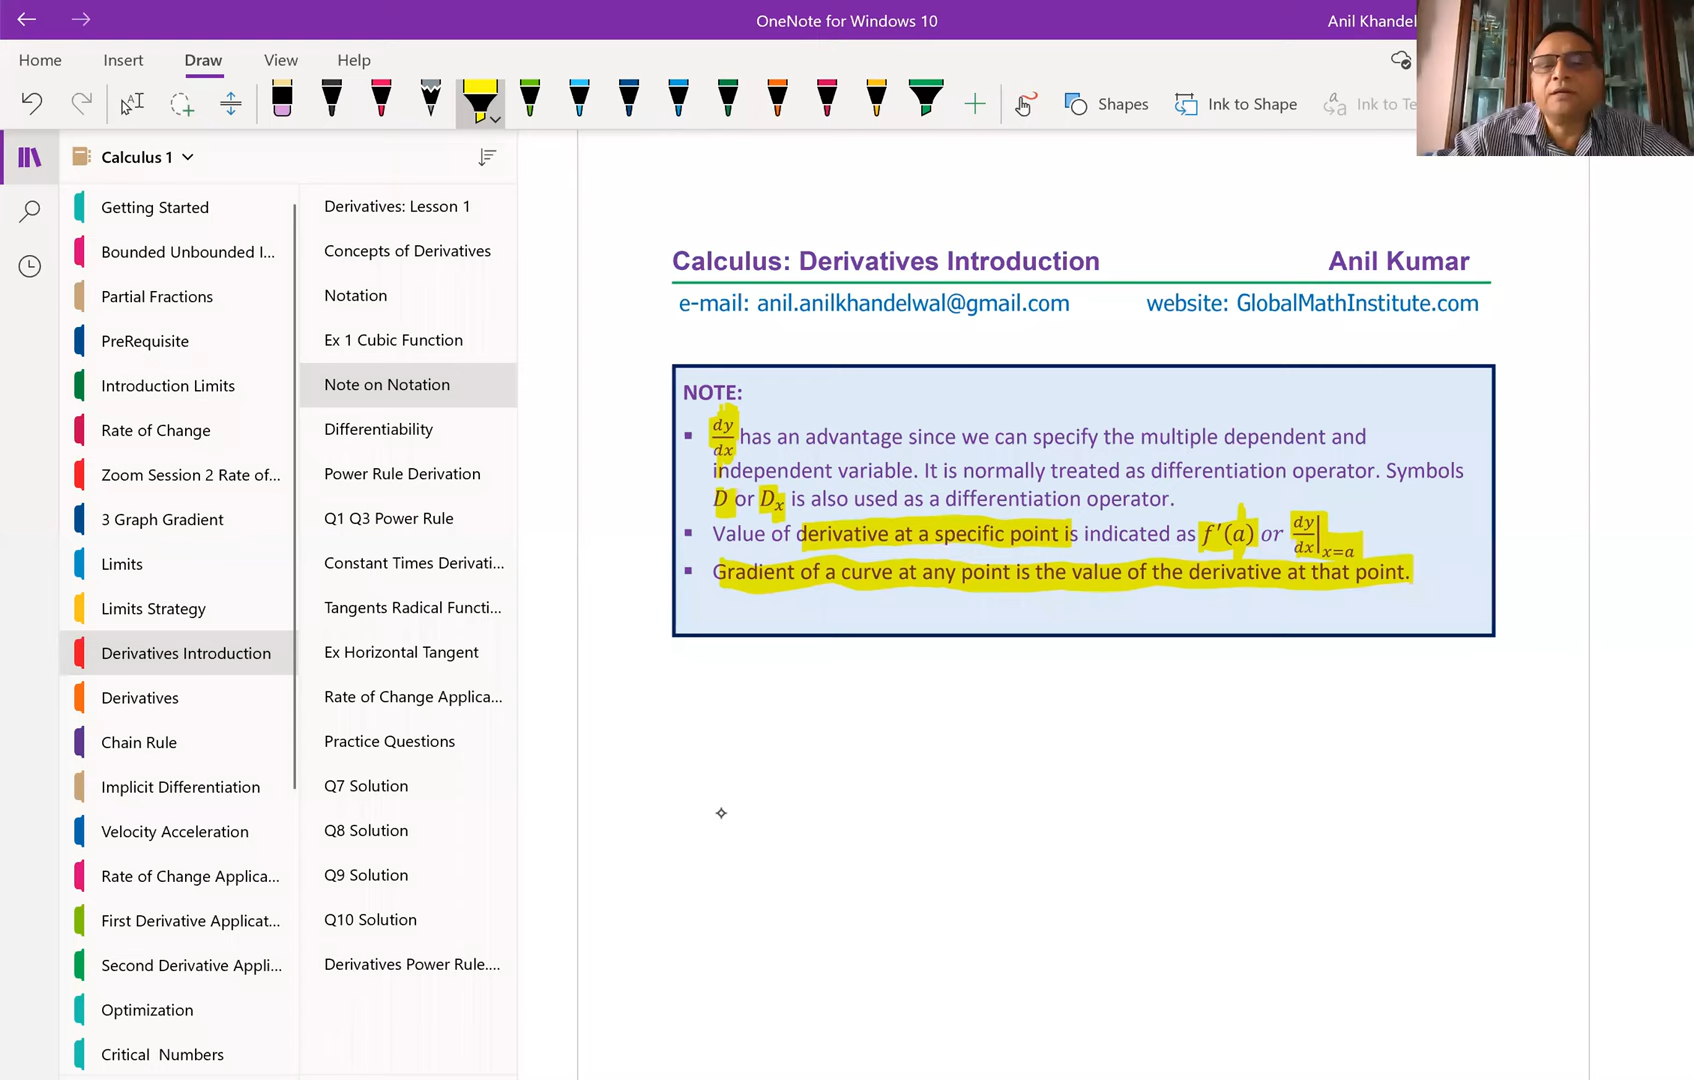 OneNote for Windows 10
Anil Khandel
Home Insert Draw View Help
Shapes Ink to Shape Ink to Te
Calculus 1
Getting Started
Bounded Unbounded I...
Partial Fractions
PreRequisite
Introduction Limits
Rate of Change
Zoom Session 2 Rate of...
3 Graph Gradient
Limits
Limits Strategy
Derivatives Introduction
Derivatives
Chain Rule
Implicit Differentiation
Velocity Acceleration
Rate of Change Applica...
First Derivative Applicat...
Second Derivative Appli...
Optimization
Critical Numbers
Derivatives: Lesson 1
Concepts of Derivatives
Notation
Ex 1 Cubic Function
Note on Notation
Differentiability
Power Rule Derivation
Q1 Q3 Power Rule
Constant Times Derivati...
Tangents Radical Functi...
Ex Horizontal Tangent
Rate of Change Applica...
Practice Questions
Q7 Solution
Q8 Solution
Q9 Solution
Q10 Solution
Derivatives Power Rule....
Calculus: Derivatives Introduction Anil Kumar
e-mail: anil.anilkhandelwal@gmail.com website: GlobalMathInstitute.com
NOTE:
▪ dy/dx has an advantage since we can specify the multiple dependent and
independent variable. It is normally treated as differentiation operator. Symbols
D or Dₓ is also used as a differentiation operator.
▪ Value of derivative at a specific point is indicated as f′(a) or dy/dx|x=a
▪ Gradient of a curve at any point is the value of the derivative at that point.